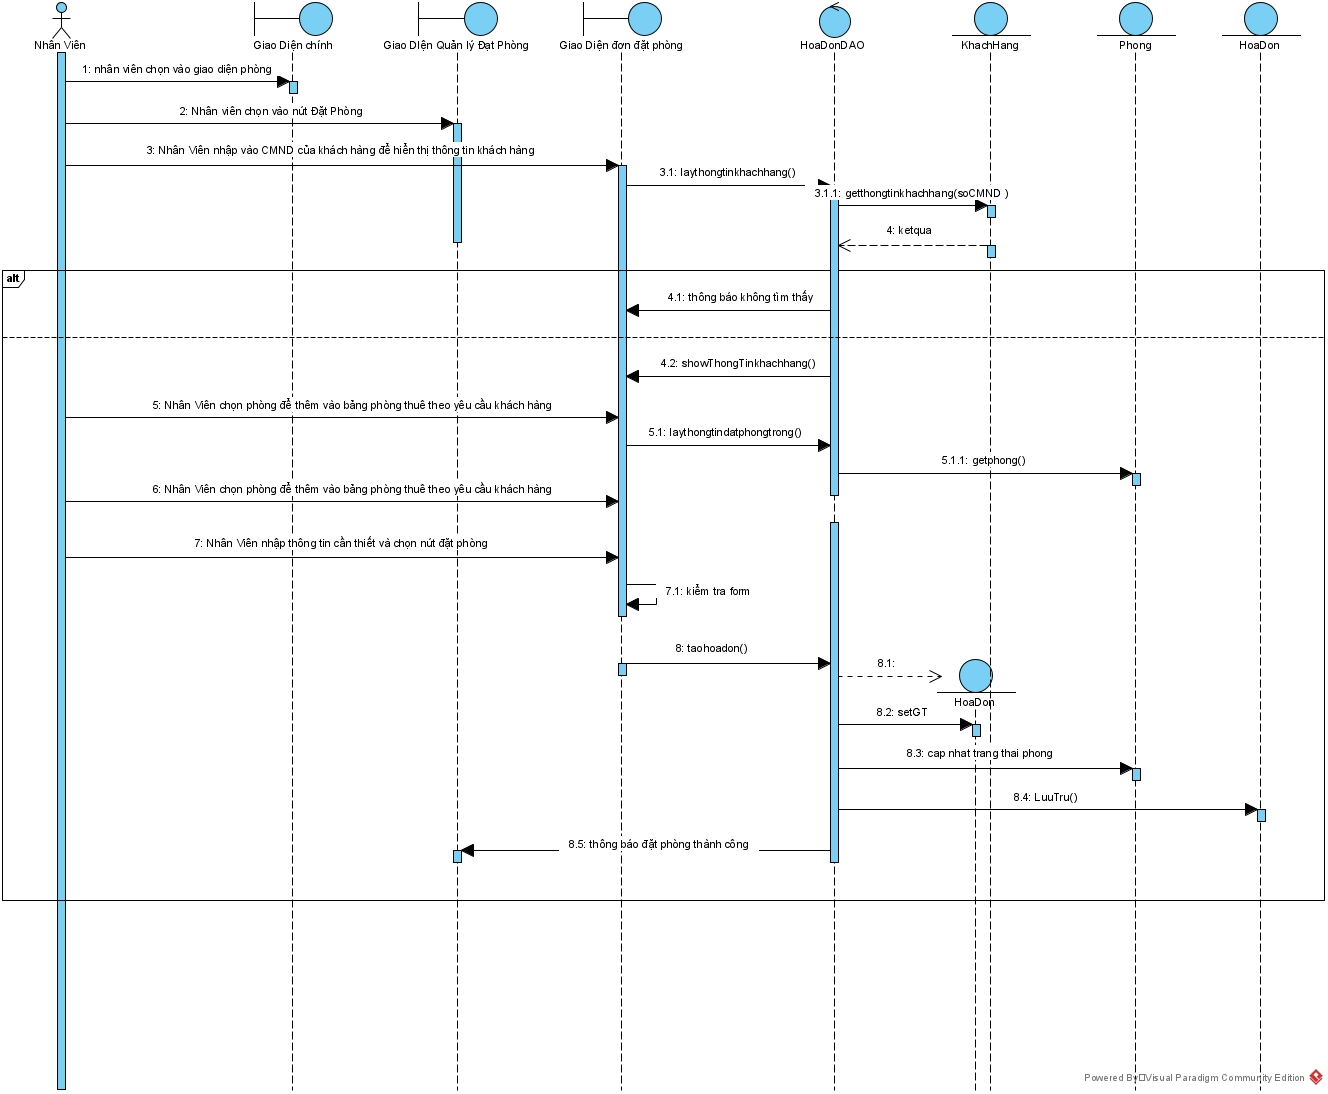 Nhân Viên
Giao Diện chính
Giao DIện Quản lý Đạt Phòng
Giao Diện đơn đặt phòng
HoaDonDAO
KhachHang
Phong
HoaDon
1: nhân viên chọn vào giao diện phòng
2: Nhân viên chọn vào nút Đặt Phòng
3: Nhân Viên nhập vào CMND của khách hàng để hiển thị thông tin khách hàng
3.1: laythongtinkhachhang()
3.1.1: getthongtinkhachhang(soCMND )
4: ketqua
alt
4.1: thông báo không tìm thấy
4.2: showThongTinkhachhang()
5: Nhân Viên chọn phòng để thêm vào bảng phòng thuê theo yêu cầu khách hàng
5.1: laythongtindatphongtrong()
5.1.1: getphong()
6: Nhân Viên chọn phòng để thêm vào bảng phòng thuê theo yêu cầu khách hàng
7: Nhân Viên nhập thông tin cần thiết và chọn nút đặt phòng
7.1: kiểm tra form
8: taohoadon()
8.1:
HoaDon
8.2: setGT
8.3: cap nhat trang thai phong
8.4: LuuTru()
8.5: thông báo đặt phòng thành công
Powered By Visual Paradigm Community Edition